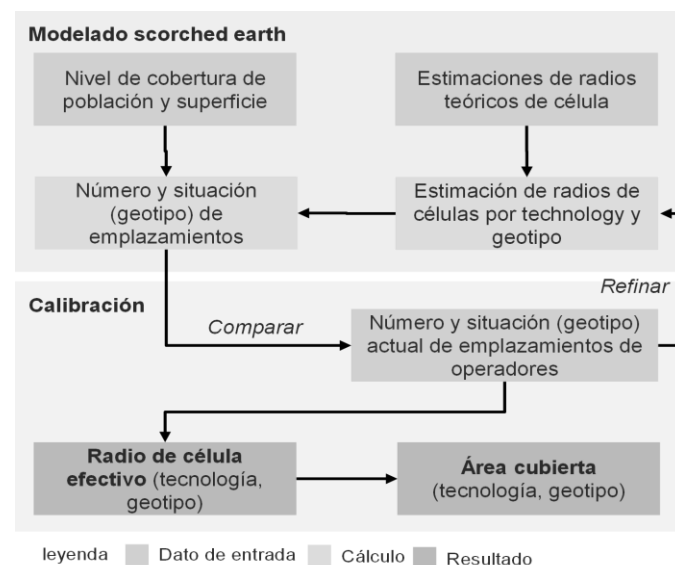 Modelado scorched earth
Nivel de cobertura de
población y superficie
Estimaciones de radios
teóricos de célula
Número y situación
(geotipo) de
emplazamientos
Estimación de radios de
células por technology y
geotipo
Refinar
Calibración
Comparar
Número y situación (geotipo)
actual de emplazamientos de
operadores
Radio de célula
efectivo (tecnología,
geotipo)
Área cubierta
(tecnología, geotipo)
leyenda Dato de entrada Cálculo Resultado